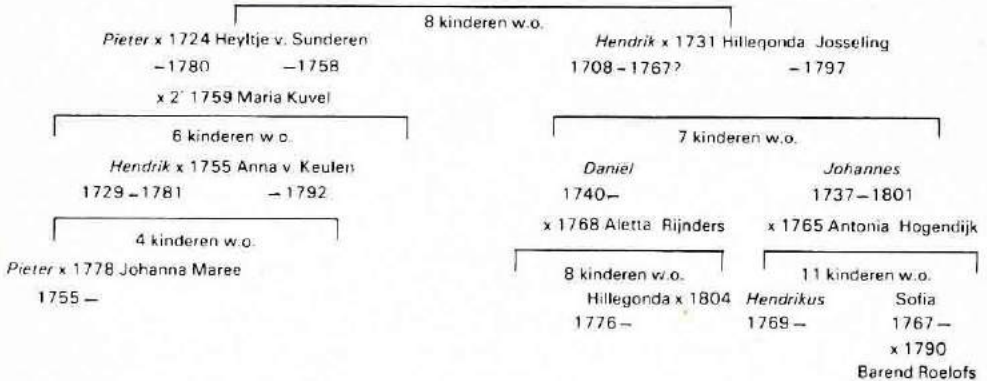 8 kinderen w.o.
Pieter x 1724 Heyltje v. Sunderen
–1780 –1758
x 2' 1759 Maria Kuvel
Hendrik x 1731 Hillegonda Josseling
1708 – 1767? – 1797
6 kinderen w.o.
Hendrik x 1755 Anna v. Keulen
1729 – 1781 – 1792
4 kinderen w.o.
Pieter x 1778 Johanna Maree
1755 –
7 kinderen w.o.
Daniël
1740–
x 1768 Aletta Rijnders
8 kinderen w.o.
Hillegonda x 1804
1776 –
Johannes
1737 – 1801
x 1765 Antonia Hogendijk
11 kinderen w.o.
Hendrikus Sofia
1769 – 1767 –
x 1790
Barend Roelofs